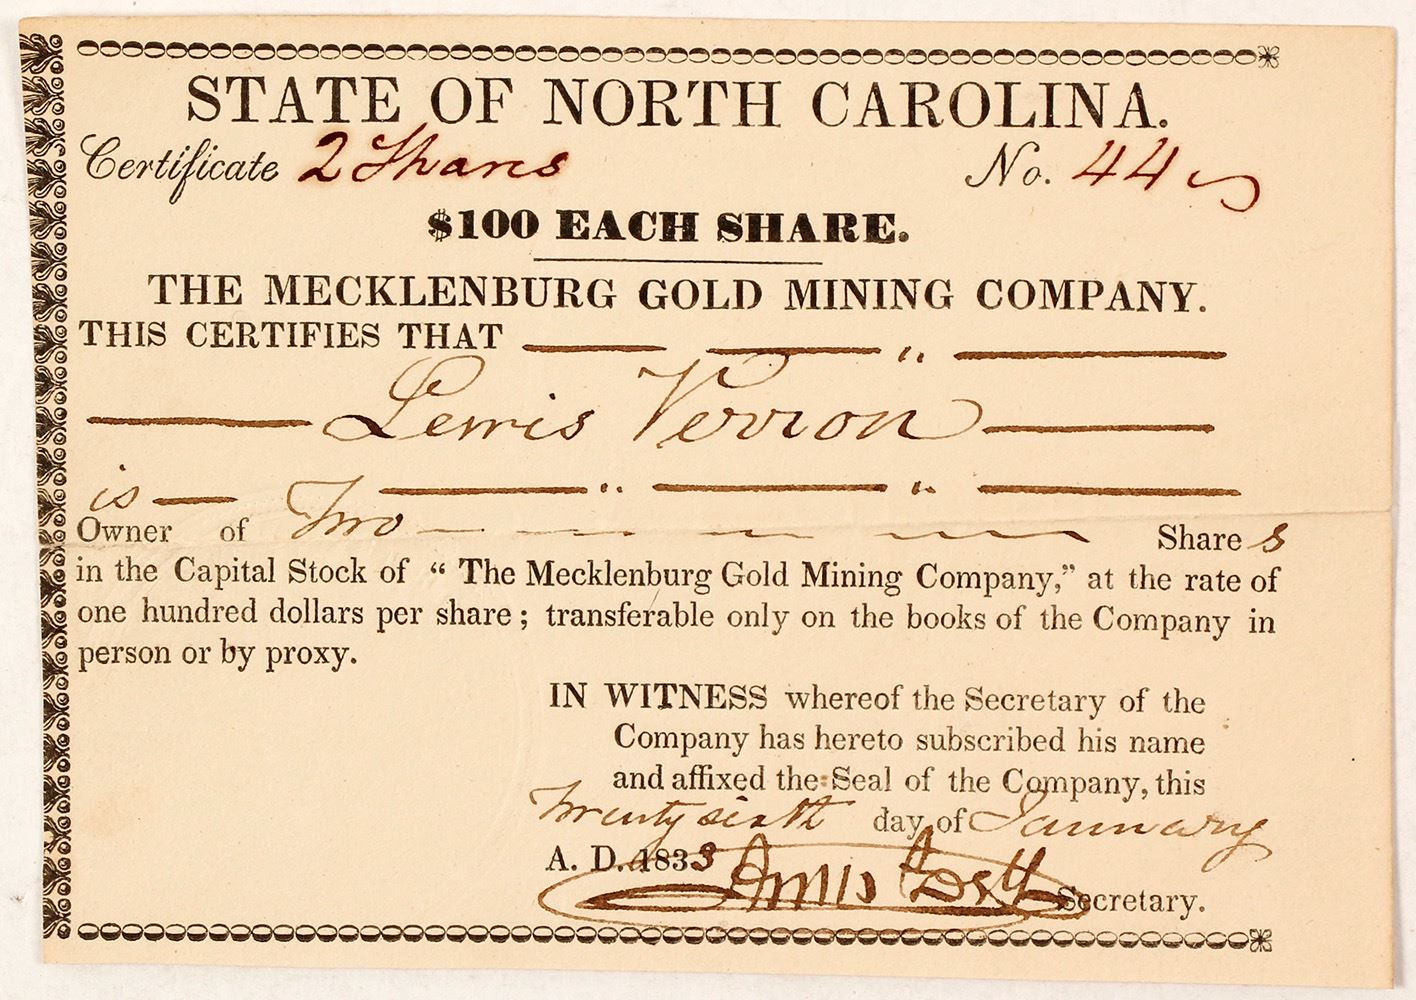 STATE OF NORTH CAROLINA.
Certificate 2 Shares No. 44
$100 EACH SHARE.
THE MECKLENBURG GOLD MINING COMPANY.
THIS CERTIFIES THAT
Lewis Verron
is
Owner of Two Shares
in the Capital Stock of “ The Mecklenburg Gold Mining Company,” at the rate of
one hundred dollars per share; transferable only on the books of the Company in
person or by proxy.
IN WITNESS whereof the Secretary of the
Company has hereto subscribed his name
and affixed the Seal of the Company, this
Twenty sixth day of January
A. D. 1833 Secretary.